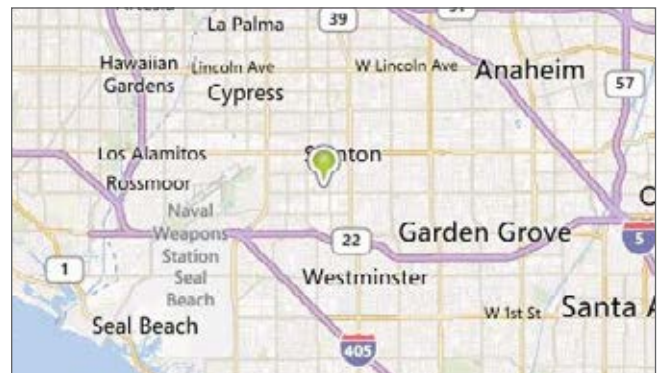 La Palma
39
Hawaiian
Gardens
Lincoln Ave
W Lincoln Ave
Anaheim
57
Cypress
Los Alamitos
Rossmoor
Naval
Weapons
Station
Seal
Beach
22
Garden Grove
5
1
Westminster
Seal Beach
W 1st St
Santa
405